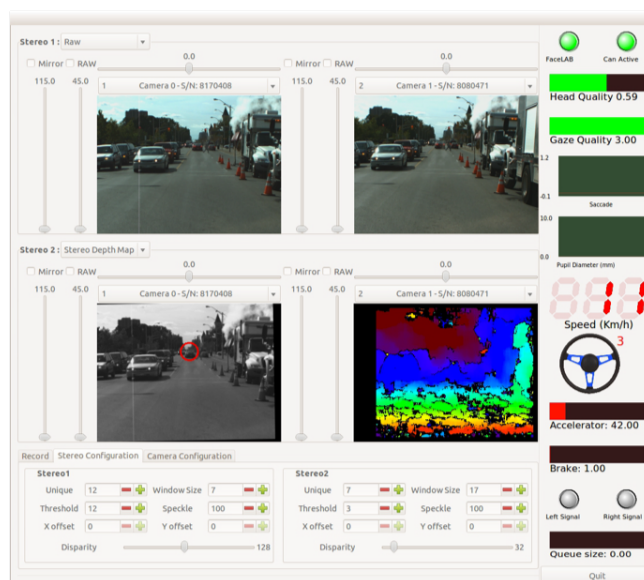 Stereo 1 : Raw
Mirror RAW 0.0 Mirror RAW 0.0
115.0 45.0 1 Camera 0 - S/N: 8170408 115.0 45.0 2 Camera 1 - S/N: 8080471
Stereo 2 : Stereo Depth Map
Mirror RAW 0.0 Mirror RAW 0.0
115.0 45.0 1 Camera 0 - S/N: 8170408 115.0 45.0 2 Camera 1 - S/N: 8080471
Record Stereo Configuration Camera Configuration
Stereo1
Unique 12 Window Size 7
Threshold 12 Speckle 100
X offset 0 Y offset 0
Disparity 128
Stereo2
Unique 7 Window Size 17
Threshold 3 Speckle 100
X offset 0 Y offset 0
Disparity 32
FaceLAB Can Active
Head Quality 0.59
Gaze Quality 3.00
1.2
-0.1
Saccade
10.0
0.0
Pupil Diameter (mm)
11
Speed (Km/h)
3
Accelerator: 42.00
Brake: 1.00
Left Signal Right Signal
Queue size: 0.00
Quit